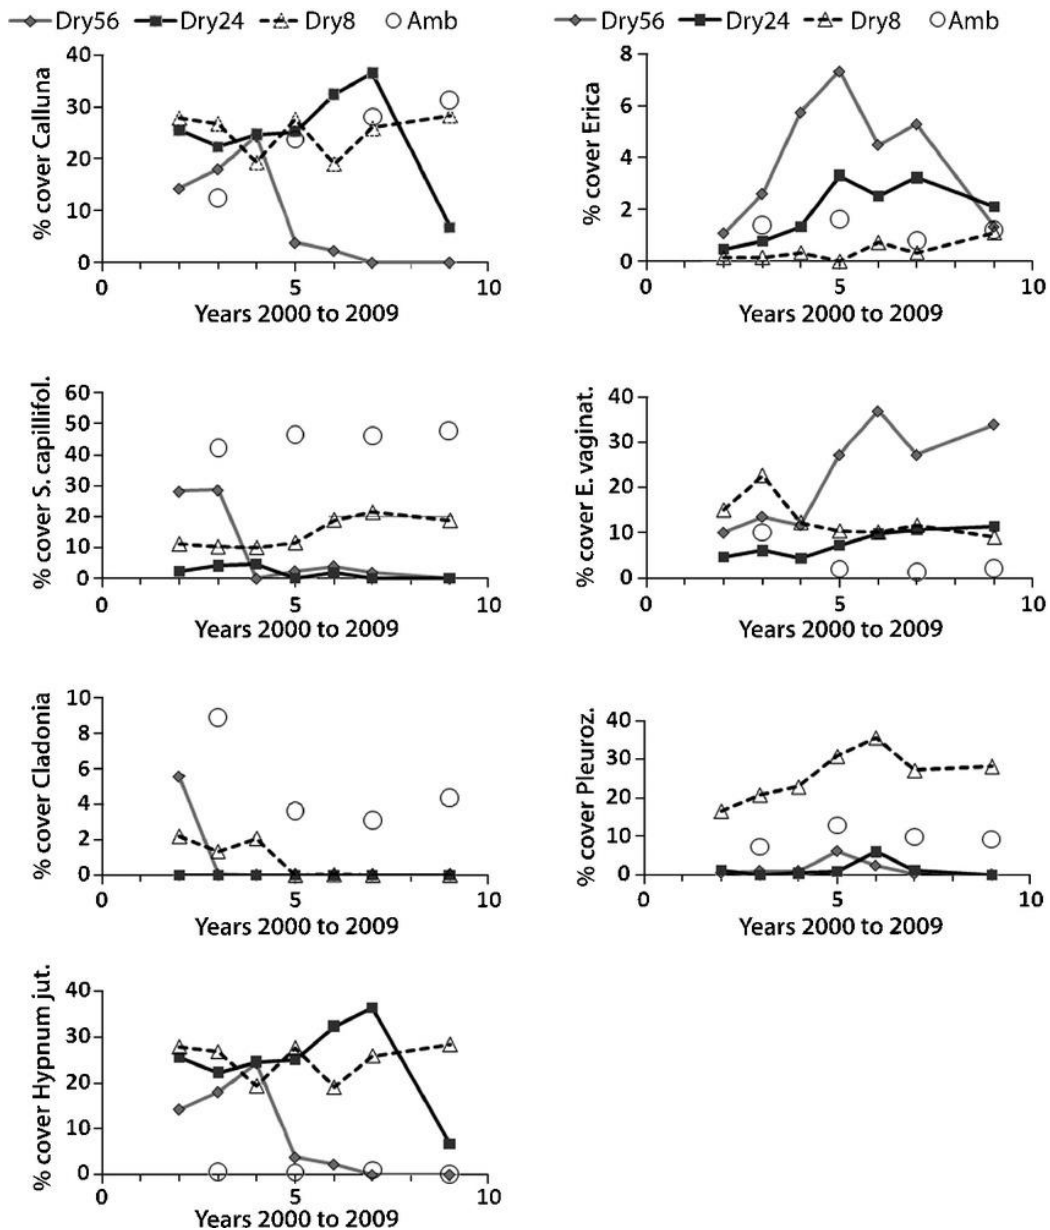 Dry56 Dry24 Dry8 Amb
40
30
20
10
0
0 5 10
% cover Calluna
Years 2000 to 2009
Dry56 Dry24 Dry8 Amb
8
6
4
2
0
0 5 10
% cover Erica
Years 2000 to 2009
60
50
40
30
20
10
0
0 5 10
% cover S. capillifol.
Years 2000 to 2009
40
30
20
10
0
0 5 10
% cover E. vaginat.
Years 2000 to 2009
10
8
6
4
2
0
0 5 10
% cover Cladonia
Years 2000 to 2009
40
30
20
10
0
0 5 10
% cover Pleuroz.
Years 2000 to 2009
40
30
20
10
0
0 5 10
% cover Hypnum jut.
Years 2000 to 2009